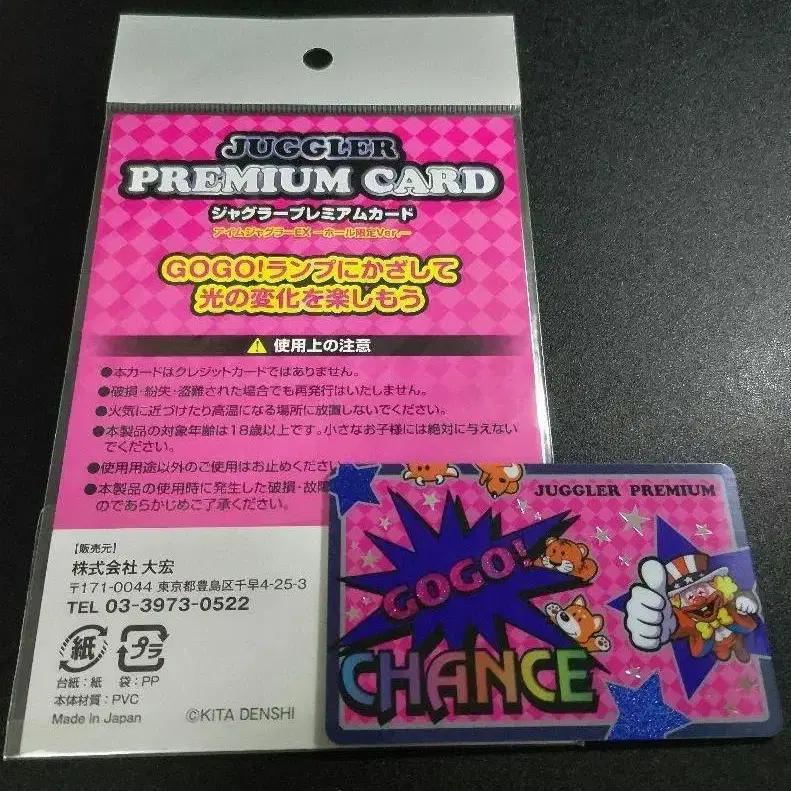 JUGGLER
PREMIUM CARD
ジャグラープレミアムカード
アイムジャグラーEX ーホール限定Ver.ー
GOGO!ランプにかざして
光の変化を楽しもう
使用上の注意
●本カードはクレジットカードではありません。
●破損・紛失・盗難された場合でも再発行はいたしません。
●火気に近づけたり高温になる場所に放置しないでください。
●本製品の対象年齢は18歳以上です。小さなお子様には絶対に与えない
でください。
●使用用途以外のご使用はお止めください
●本製品の使用時に発生した破損・故障
のであらかじめご了承ください。
【販売元】
株式会社 大宏
〒171-0044 東京都豊島区千早4-25-3
TEL 03-3973-0522
紙
プラ
台紙:紙 袋:PP
本体材質:PVC
Made in Japan
©KITA DENSHI
JUGGLER PREMIUM
GOGO!
CHANCE